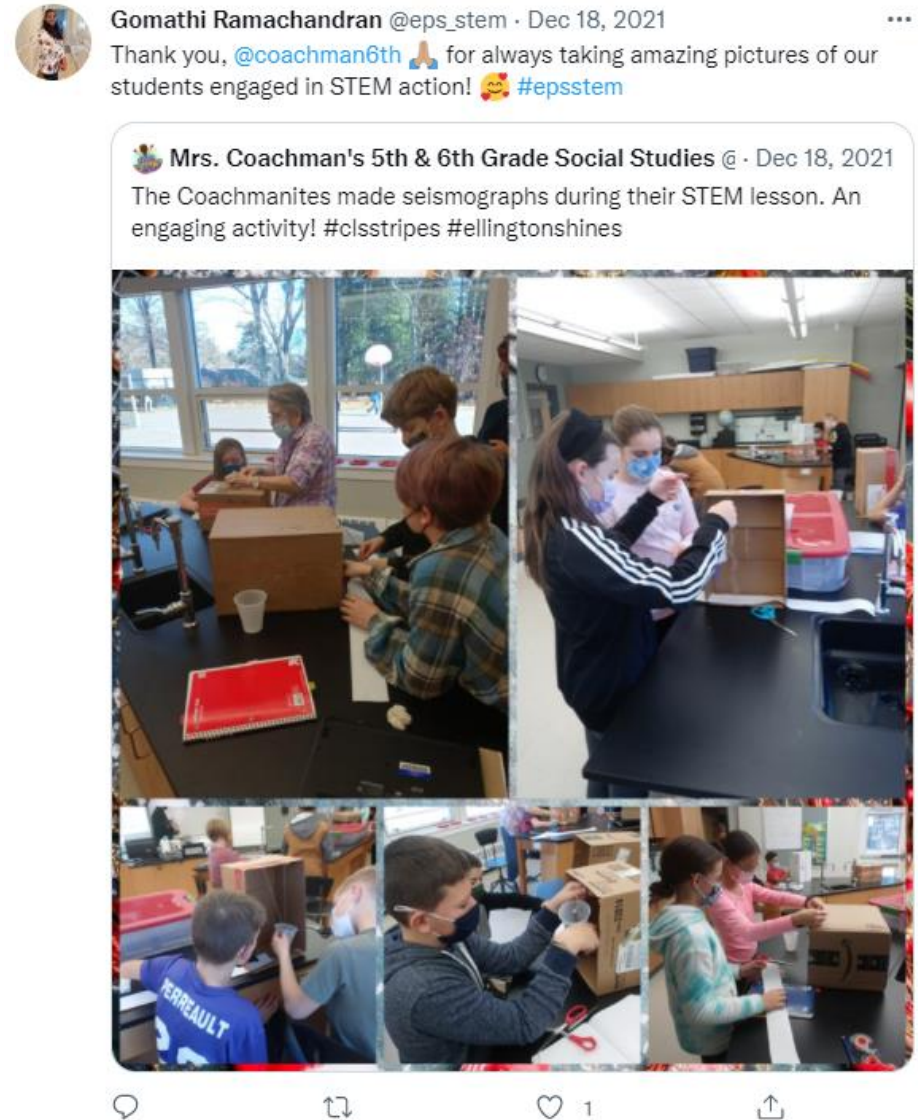 Gomathi Ramachandran @eps_stem · Dec 18, 2021
Thank you, @coachman6th 🙏🏽 for always taking amazing pictures of our
students engaged in STEM action! 🥰 #epsstem
Mrs. Coachman's 5th & 6th Grade Social Studies @ · Dec 18, 2021
The Coachmanites made seismographs during their STEM lesson. An
engaging activity! #clsstripes #ellingtonshines
PERREAULT
1